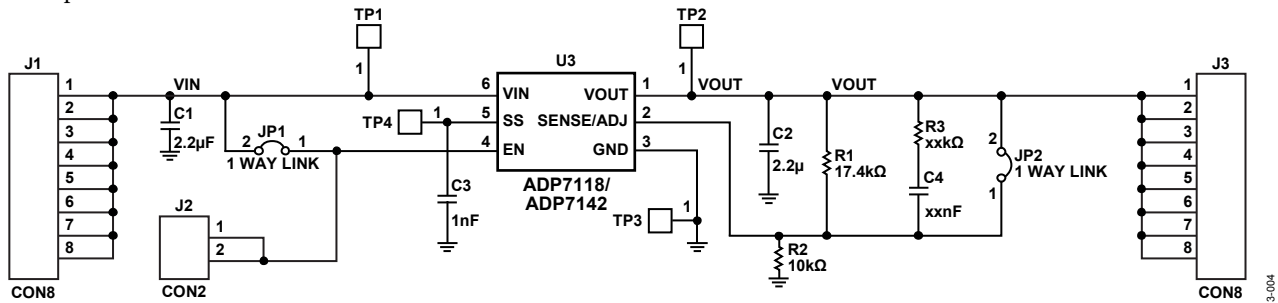 TP1
TP2
J1
U3
J3
1
2
3
4
5
6
7
8
CON8
VIN
C1
2.2µF
2
JP1
1
1 WAY LINK
J2
1
2
CON2
1
TP4
1
C3
1nF
6
VIN
5
SS
4
EN
VOUT
1
SENSE/ADJ
2
GND
3
ADP7118/
ADP7142
1
VOUT
VOUT
TP3
1
C2
2.2µ
R1
17.4kΩ
R3
xxkΩ
C4
xxnF
2
JP2
1 WAY LINK
1
R2
10kΩ
1
2
3
4
5
6
7
8
CON8
3-004